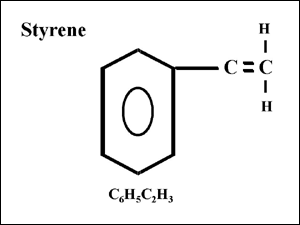 Styrene
H
C=C
H
C₆H₅C₂H₃